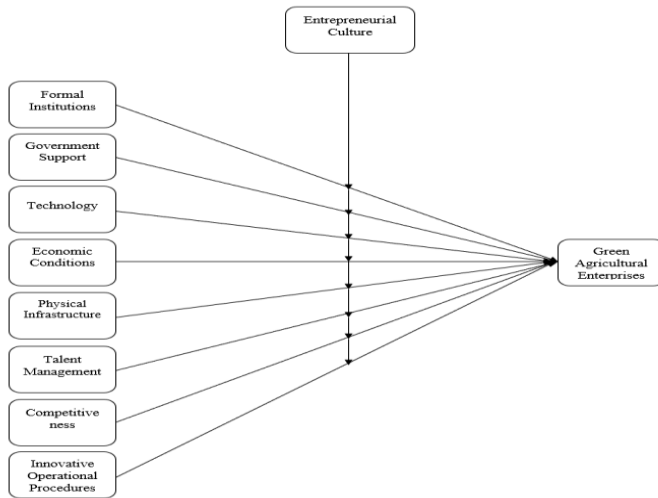 Entrepreneurial
Culture
Formal
Institutions
Government
Support
Technology
Economic
Conditions
Physical
Infrastructure
Talent
Management
Competitive
ness
Innovative
Operational
Procedures
Green
Agricultural
Enterprises